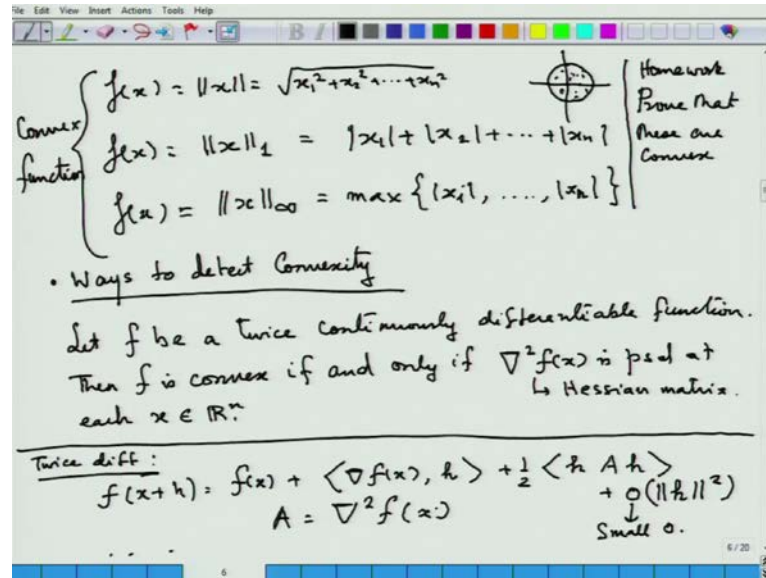 File Edit View Insert Actions Tools Help
f(x) = ||x|| = √x₁² + x₂² + ··· + xₙ²
Homework
Prove that
these are
Convex
Convex
function
f(x) = ||x||₁ = |x₁| + |x₂| + ··· + |xₙ|
f(x) = ||x||∞ = max {|x₁|, ...., |xₙ|}
• Ways to detect Convexity
Let f be a twice continuously differentiable function.
Then f is convex if and only if ∇²f(x) is psd at
↳ Hessian matrix.
each x ∈ ℝⁿ.
Twice diff :
f(x+h) = f(x) + ⟨∇f(x), h⟩ + ½ ⟨h Ah⟩
+ o(||h||²)
A = ∇²f(x)
↓
Small o.
. . .
6/20
6